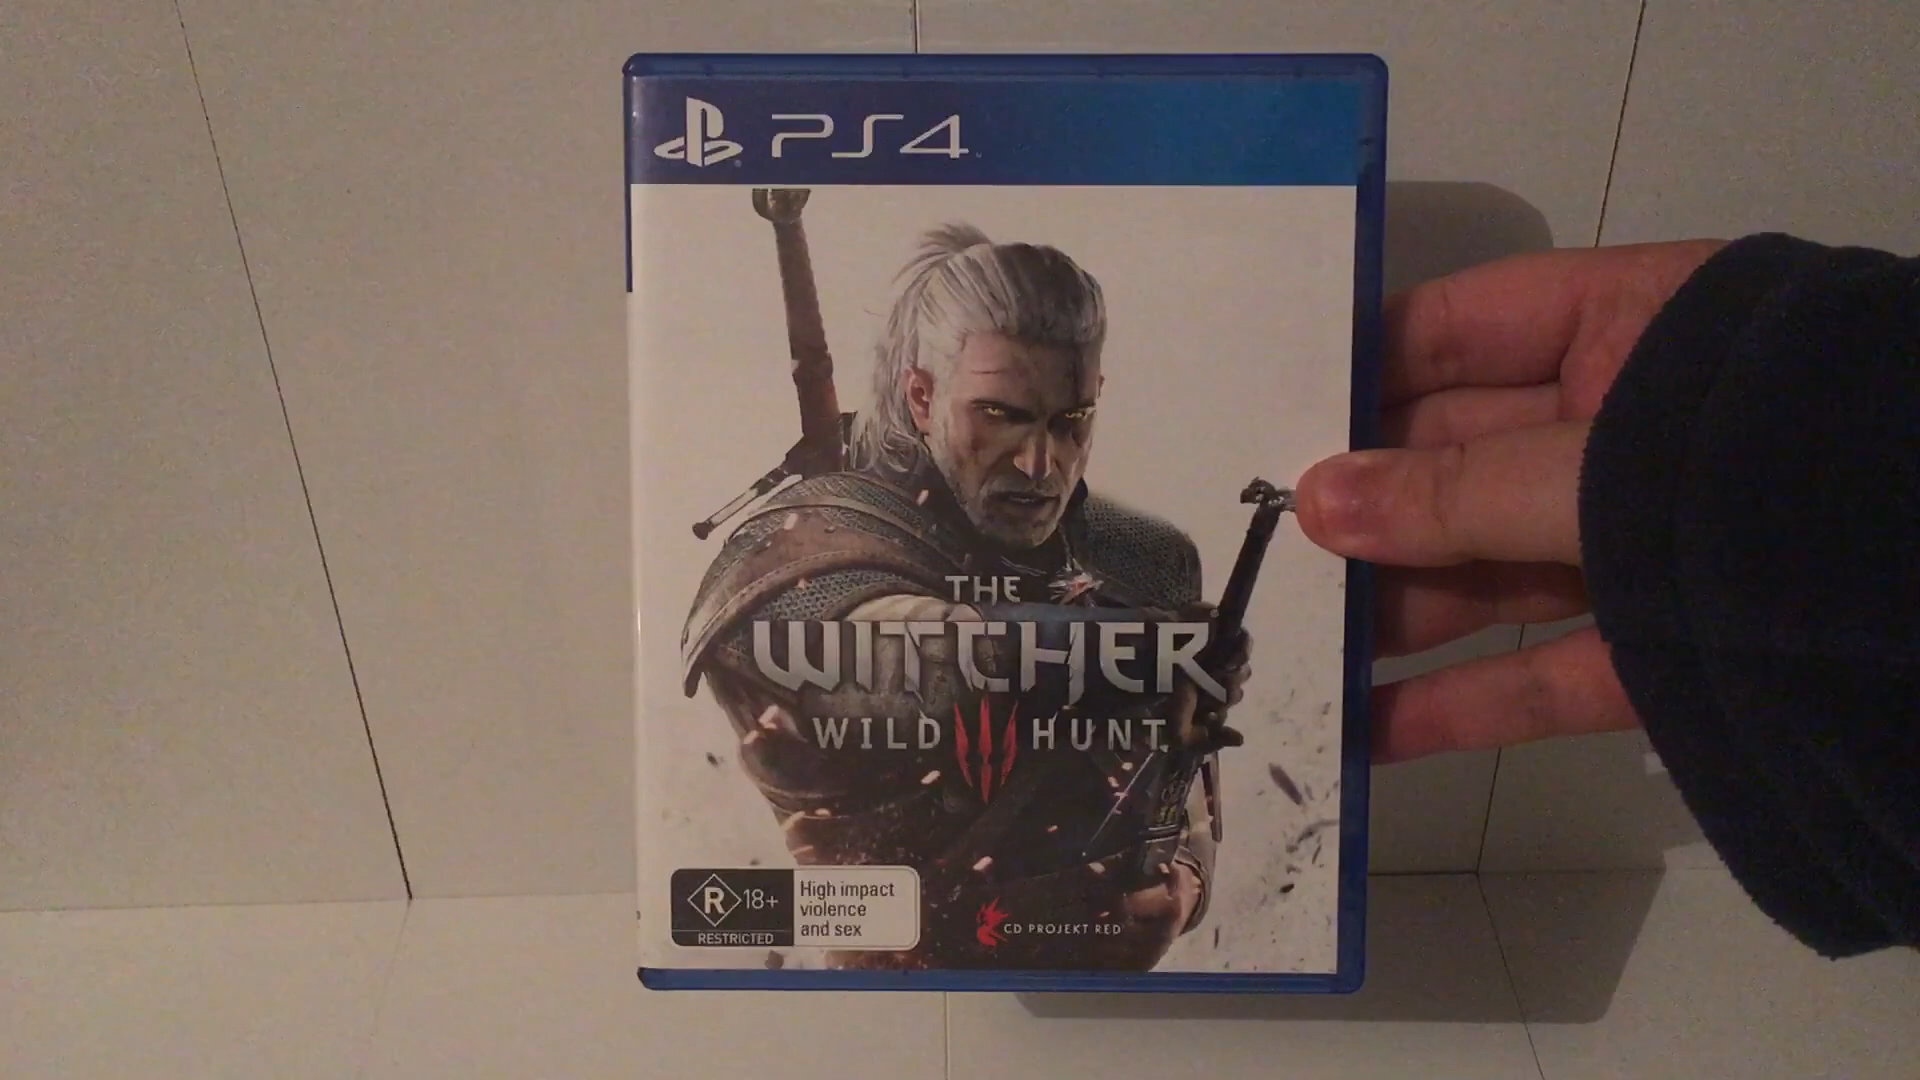 PS4
THE
WITCHER
WILD HUNT
R 18+
RESTRICTED
High impact
violence
and sex
CD PROJEKT RED